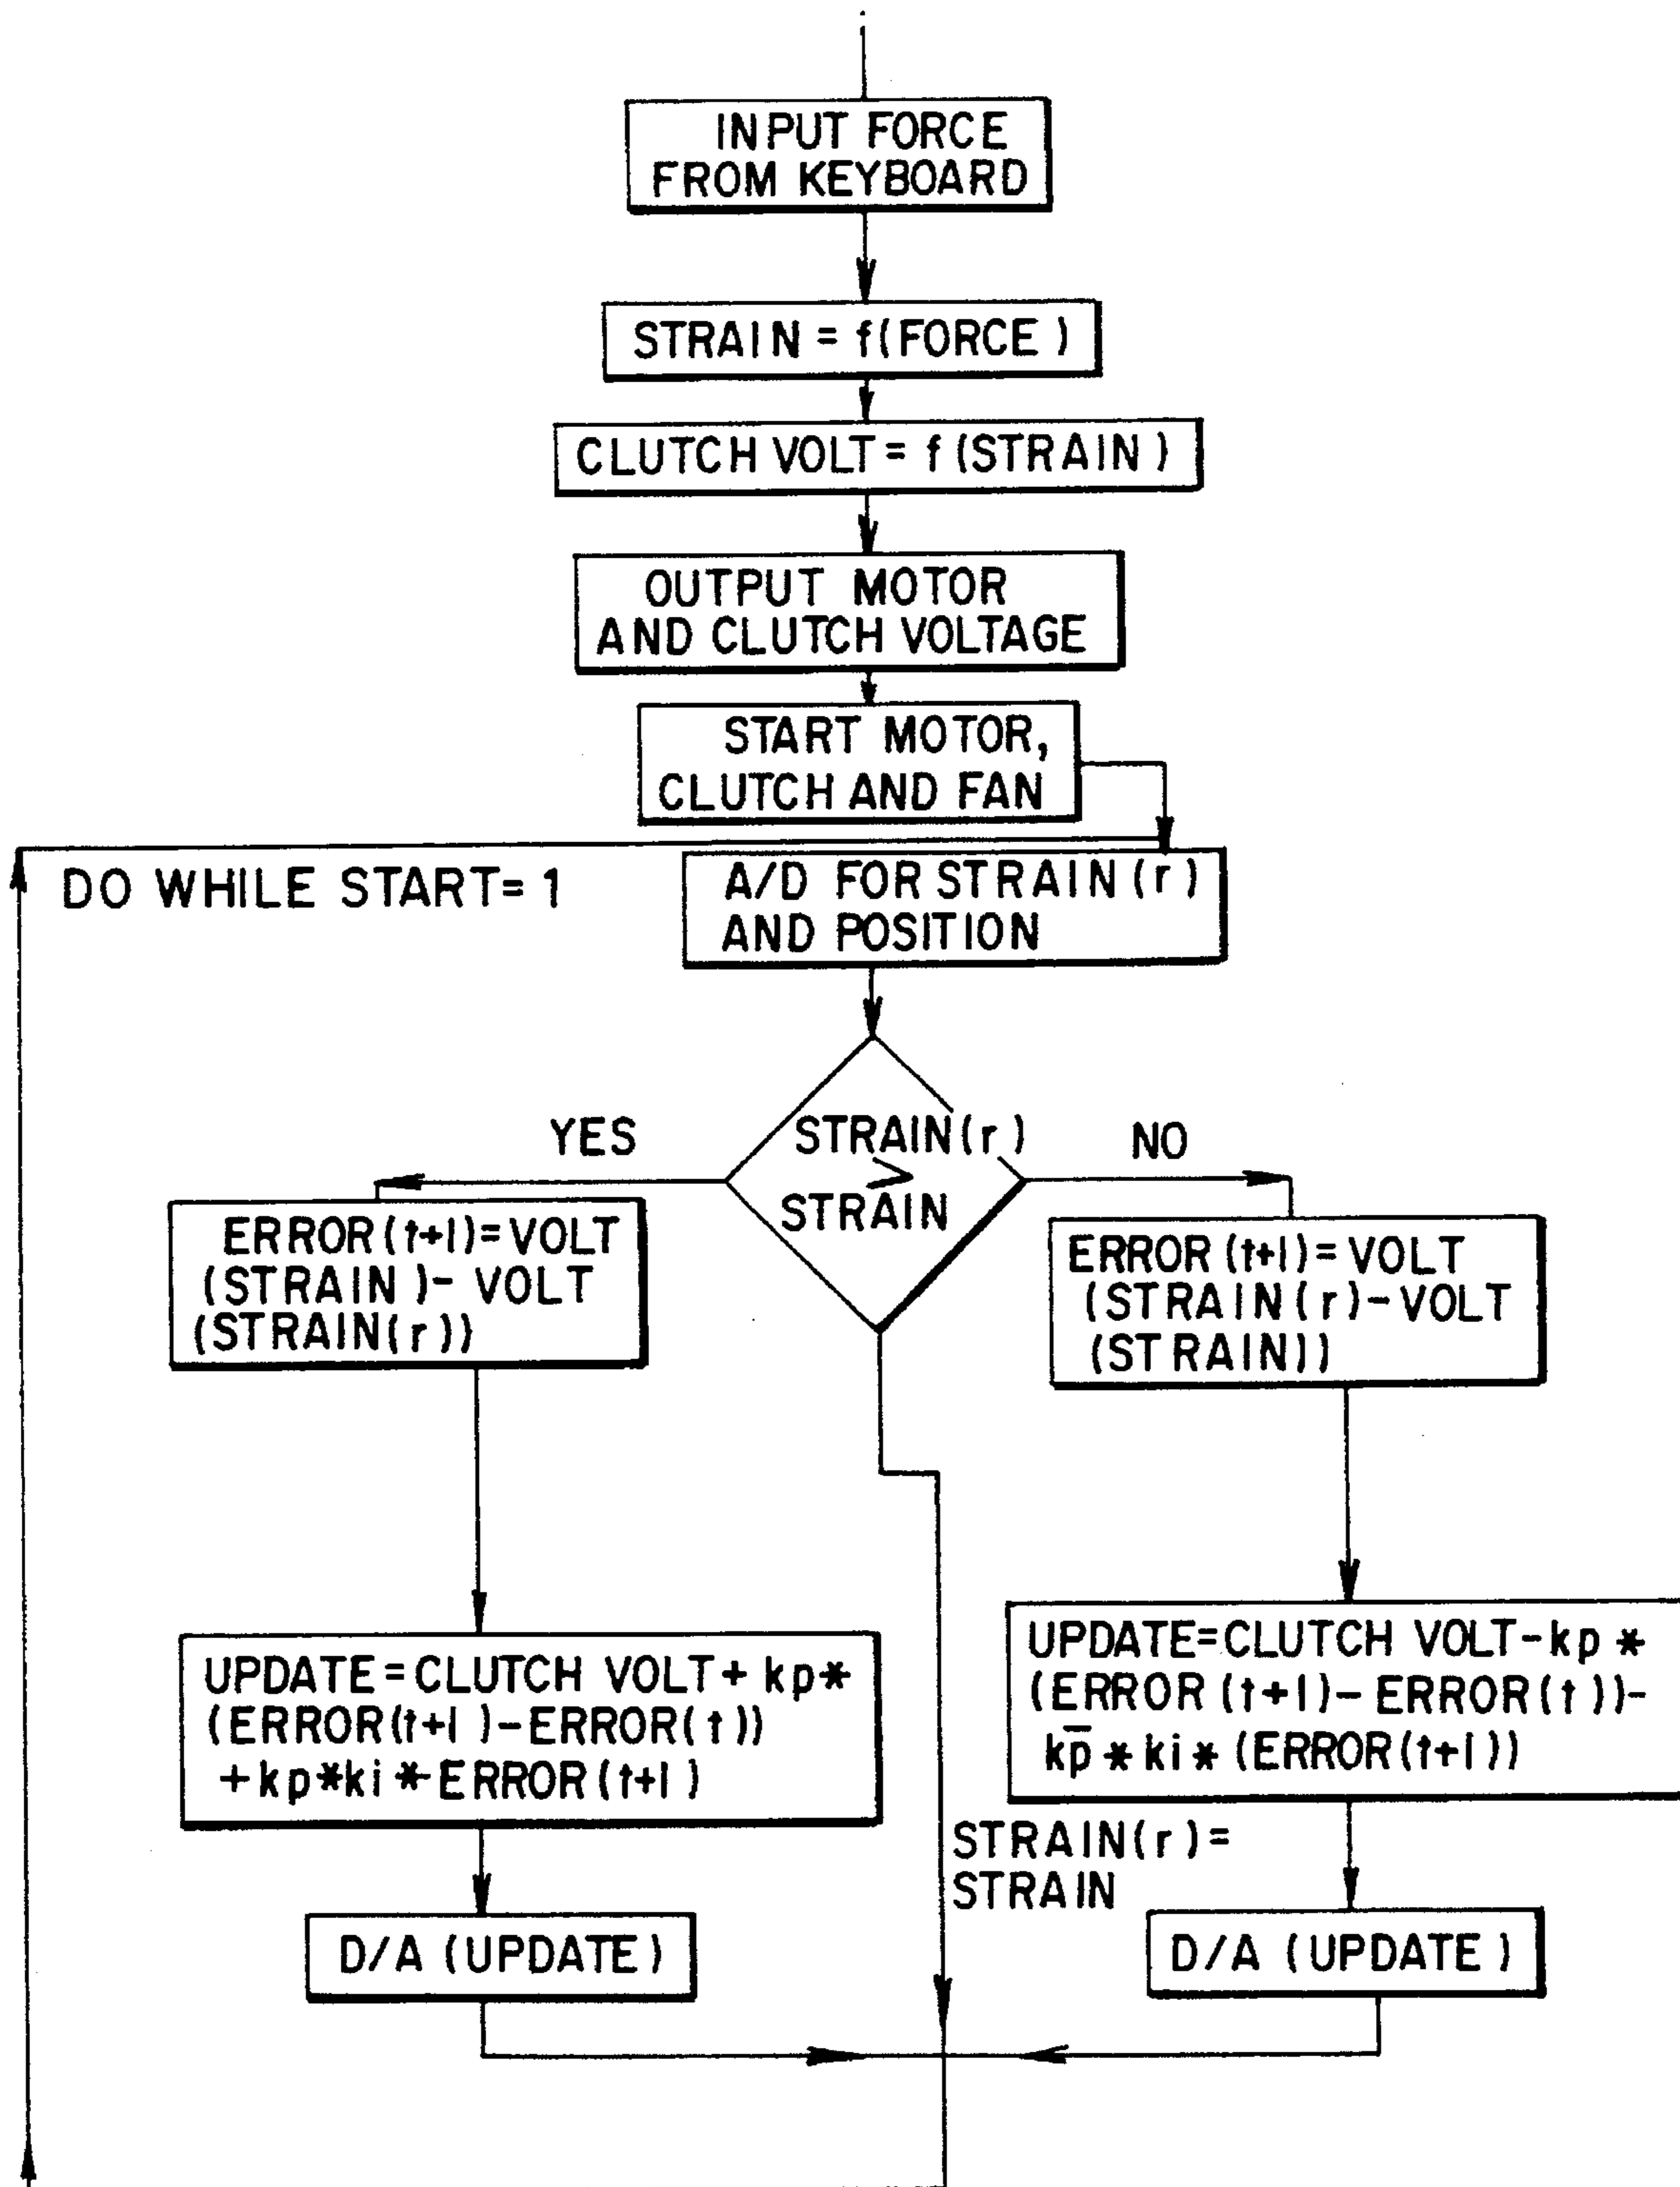 INPUT FORCE
FROM KEYBOARD
STRAIN = f(FORCE)
CLUTCH VOLT = f(STRAIN)
OUTPUT MOTOR
AND CLUTCH VOLTAGE
START MOTOR,
CLUTCH AND FAN
DO WHILE START = 1
A/D FOR STRAIN(r)
AND POSITION
YES
STRAIN(r)
>
STRAIN
NO
ERROR(t+1)=VOLT
(STRAIN)-VOLT
(STRAIN(r))
ERROR(t+1)=VOLT
(STRAIN(r)-VOLT
(STRAIN))
UPDATE=CLUTCH VOLT+kp*
(ERROR(t+1)-ERROR(t))
+kp*ki*ERROR(t+1)
UPDATE=CLUTCH VOLT-kp*
(ERROR(t+1)-ERROR(t))-
kp̅*ki*(ERROR(t+1))
STRAIN(r)=
STRAIN
D/A (UPDATE)
D/A (UPDATE)